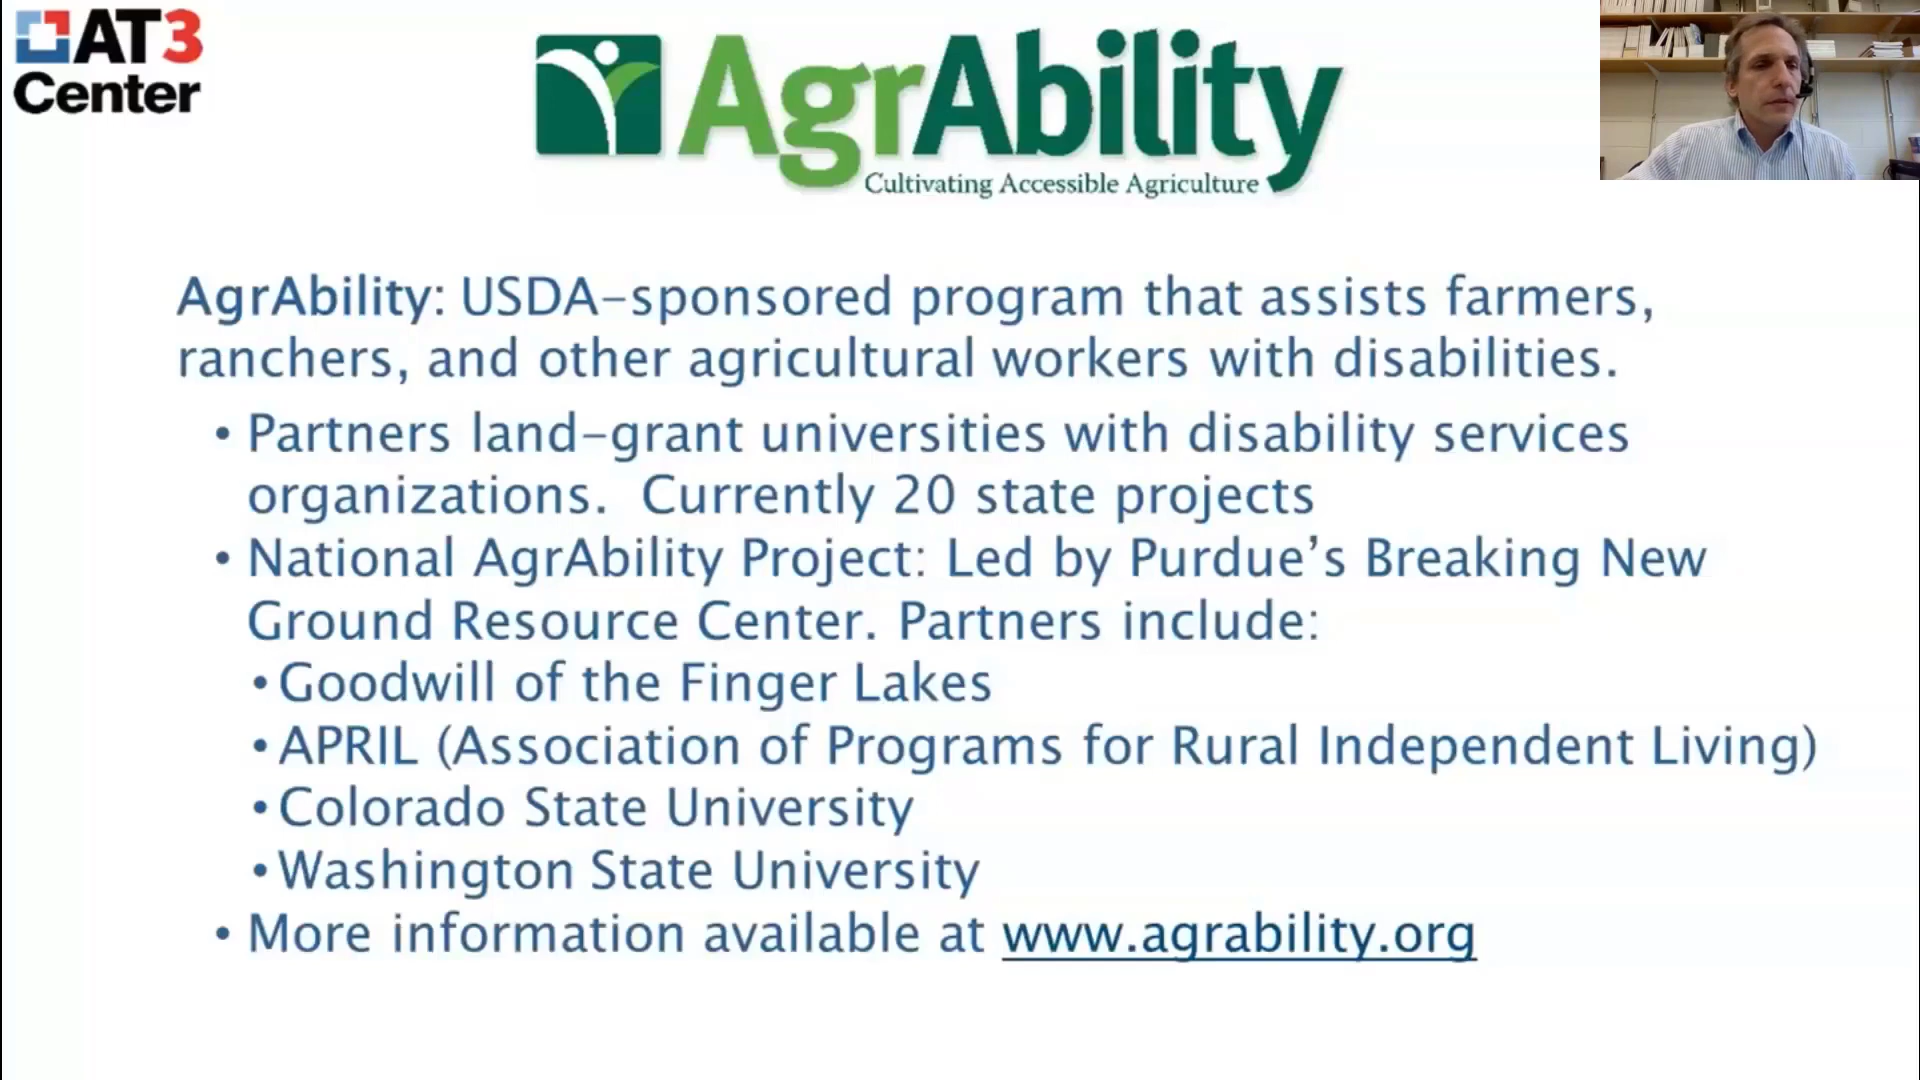 AT3
Center
AgrAbility
Cultivating Accessible Agriculture
AgrAbility: USDA-sponsored program that assists farmers,
ranchers, and other agricultural workers with disabilities.
• Partners land-grant universities with disability services
organizations.  Currently 20 state projects
• National AgrAbility Project: Led by Purdue’s Breaking New
Ground Resource Center. Partners include:
• Goodwill of the Finger Lakes
• APRIL (Association of Programs for Rural Independent Living)
• Colorado State University
• Washington State University
• More information available at www.agrability.org